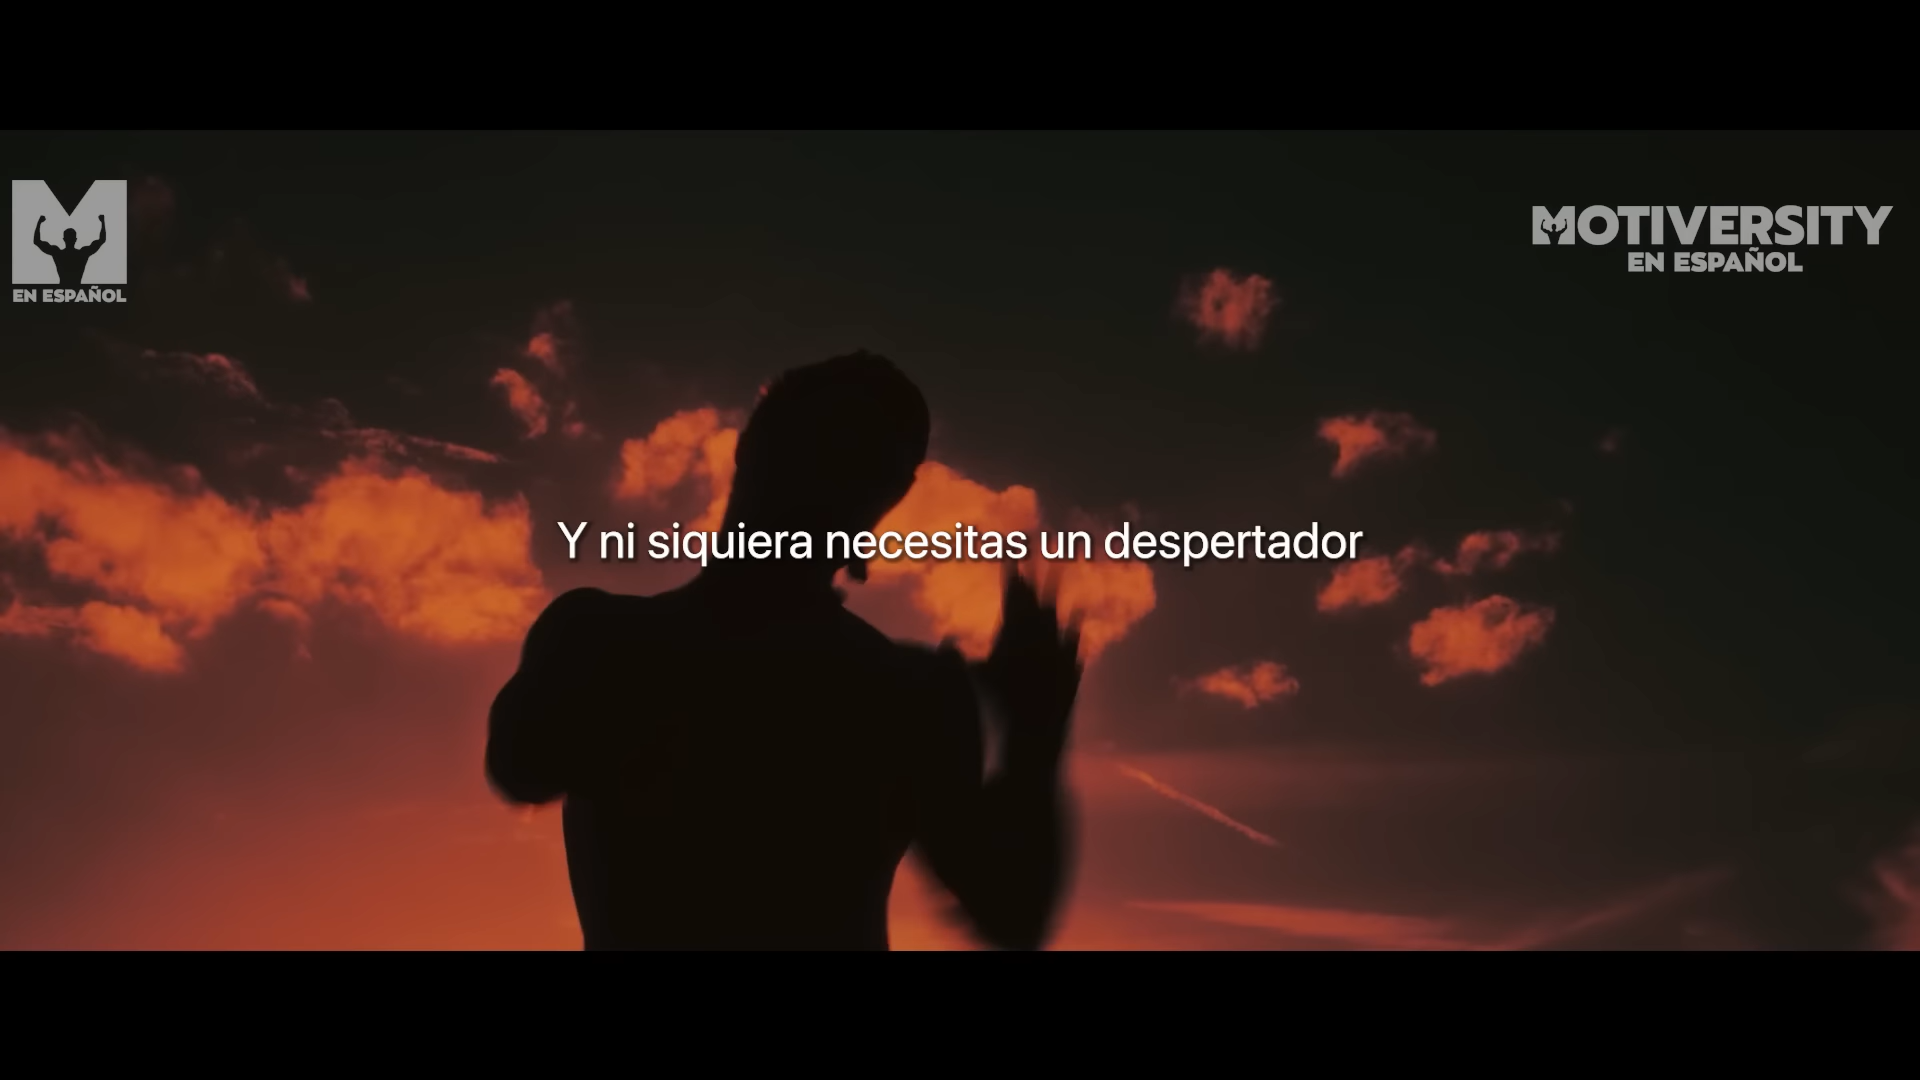 MOTIVERSITY
EN ESPAÑOL
EN ESPAÑOL
Y ni siquiera necesitas un despertador